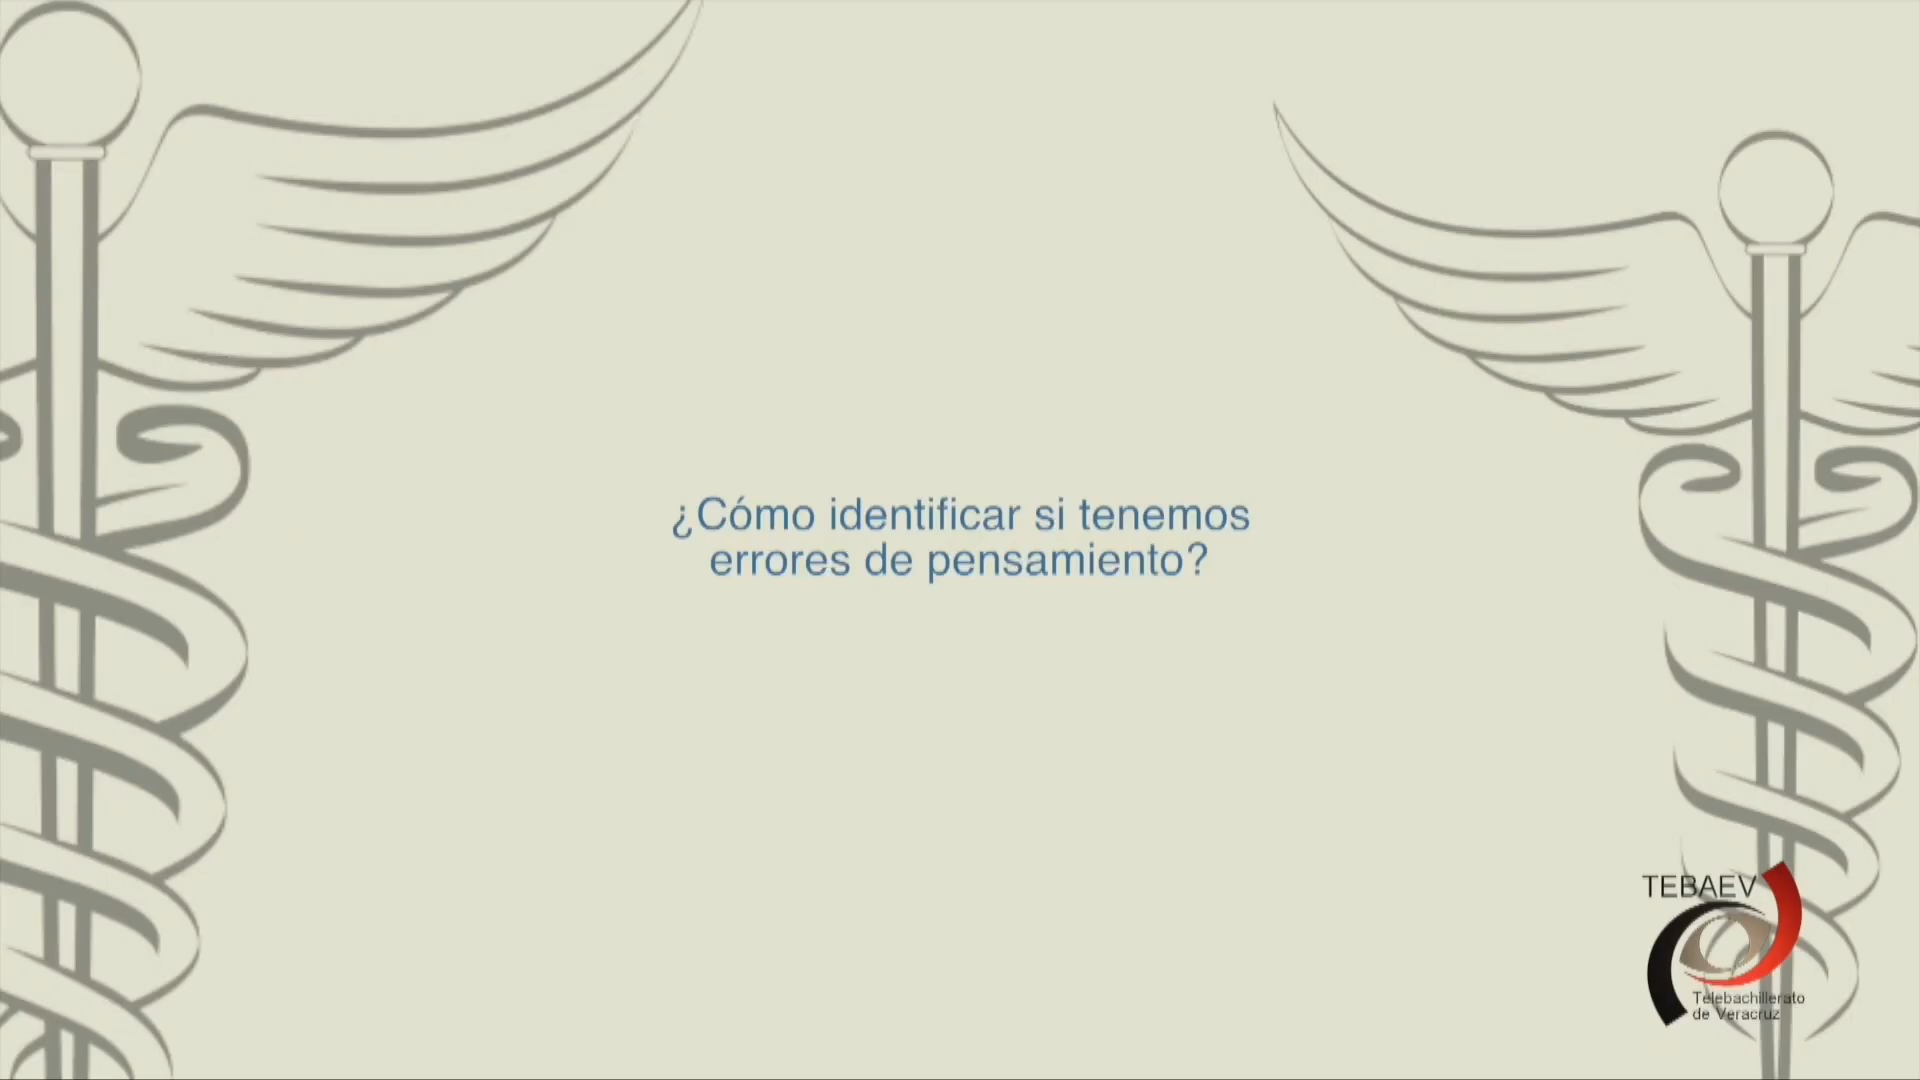 ¿Cómo identificar si tenemos
errores de pensamiento?
TEBAEV
Telebachillerato
de Veracruz